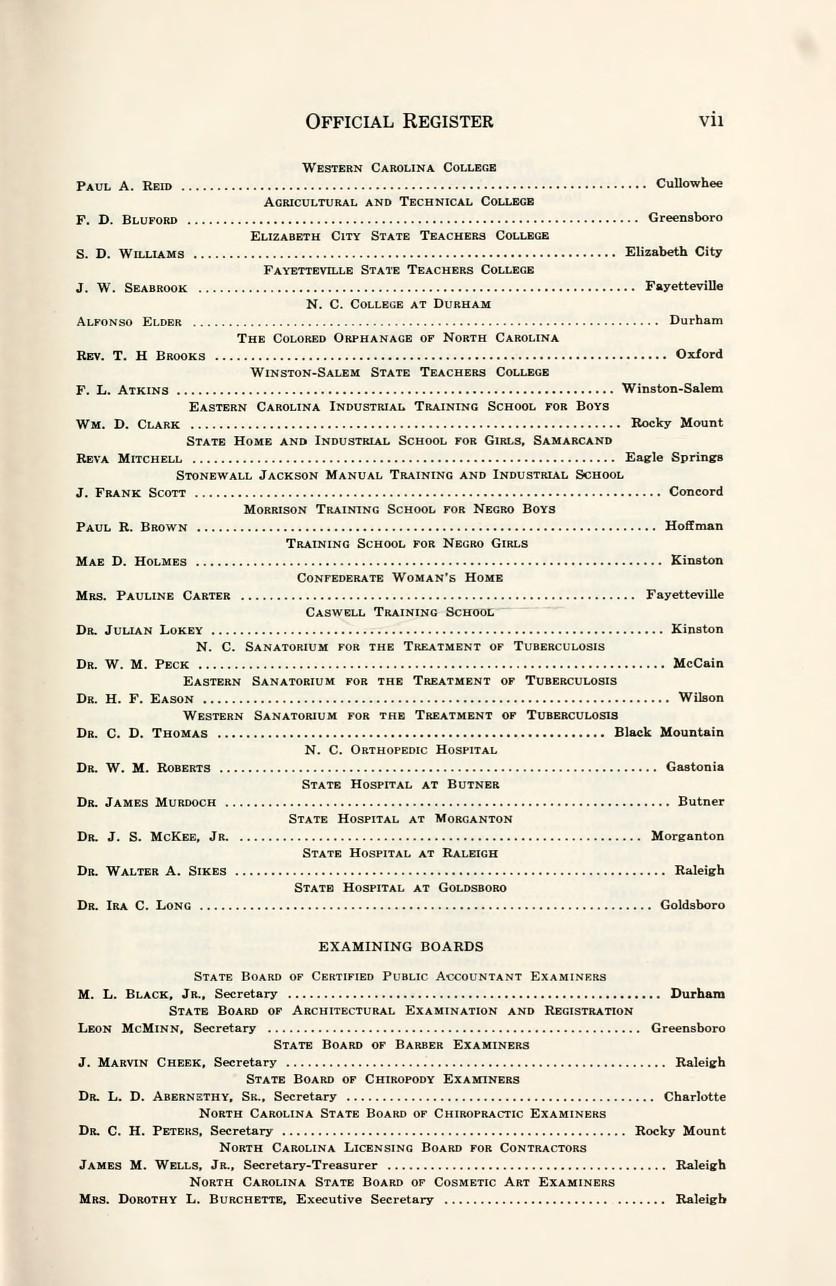 OFFICIAL REGISTER vii
WESTERN CAROLINA COLLEGE
PAUL A. REID ........ Cullowhee
AGRICULTURAL AND TECHNICAL COLLEGE
F. D. BLUFORD ........ Greensboro
ELIZABETH CITY STATE TEACHERS COLLEGE
S. D. WILLIAMS ........ Elizabeth City
FAYETTEVILLE STATE TEACHERS COLLEGE
J. W. SEABROOK ........ Fayetteville
N. C. COLLEGE AT DURHAM
ALFONSO ELDER ........ Durham
THE COLORED ORPHANAGE OF NORTH CAROLINA
REV. T. H BROOKS ........ Oxford
WINSTON-SALEM STATE TEACHERS COLLEGE
F. L. ATKINS ........ Winston-Salem
EASTERN CAROLINA INDUSTRIAL TRAINING SCHOOL FOR BOYS
WM. D. CLARK ........ Rocky Mount
STATE HOME AND INDUSTRIAL SCHOOL FOR GIRLS, SAMARCAND
REVA MITCHELL ........ Eagle Springs
STONEWALL JACKSON MANUAL TRAINING AND INDUSTRIAL SCHOOL
J. FRANK SCOTT ........ Concord
MORRISON TRAINING SCHOOL FOR NEGRO BOYS
PAUL R. BROWN ........ Hoffman
TRAINING SCHOOL FOR NEGRO GIRLS
MAE D. HOLMES ........ Kinston
CONFEDERATE WOMAN'S HOME
MRS. PAULINE CARTER ........ Fayetteville
CASWELL TRAINING SCHOOL
DR. JULIAN LOKEY ........ Kinston
N. C. SANATORIUM FOR THE TREATMENT OF TUBERCULOSIS
DR. W. M. PECK ........ McCain
EASTERN SANATORIUM FOR THE TREATMENT OF TUBERCULOSIS
DR. H. F. EASON ........ Wilson
WESTERN SANATORIUM FOR THE TREATMENT OF TUBERCULOSIS
DR. C. D. THOMAS ........ Black Mountain
N. C. ORTHOPEDIC HOSPITAL
DR. W. M. ROBERTS ........ Gastonia
STATE HOSPITAL AT BUTNER
DR. JAMES MURDOCH ........ Butner
STATE HOSPITAL AT MORGANTON
DR. J. S. MCKEE, JR. ........ Morganton
STATE HOSPITAL AT RALEIGH
DR. WALTER A. SIKES ........ Raleigh
STATE HOSPITAL AT GOLDSBORO
DR. IRA C. LONG ........ Goldsboro
EXAMINING BOARDS
STATE BOARD OF CERTIFIED PUBLIC ACCOUNTANT EXAMINERS
M. L. BLACK, JR., Secretary ........ Durham
STATE BOARD OF ARCHITECTURAL EXAMINATION AND REGISTRATION
LEON MCMINN, Secretary ........ Greensboro
STATE BOARD OF BARBER EXAMINERS
J. MARVIN CHEEK, Secretary ........ Raleigh
STATE BOARD OF CHIROPODY EXAMINERS
DR. L. D. ABERNETHY, SR., Secretary ........ Charlotte
NORTH CAROLINA STATE BOARD OF CHIROPRACTIC EXAMINERS
DR. C. H. PETERS, Secretary ........ Rocky Mount
NORTH CAROLINA LICENSING BOARD FOR CONTRACTORS
JAMES M. WELLS, JR., Secretary-Treasurer ........ Raleigh
NORTH CAROLINA STATE BOARD OF COSMETIC ART EXAMINERS
MRS. DOROTHY L. BURCHETTE, Executive Secretary ........ Raleigh